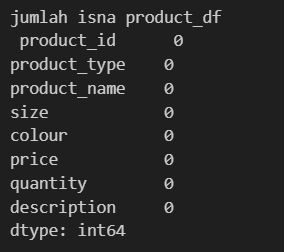 jumlah isna product_df
product_id 0
product_type 0
product_name 0
size 0
colour 0
price 0
quantity 0
description 0
dtype: int64